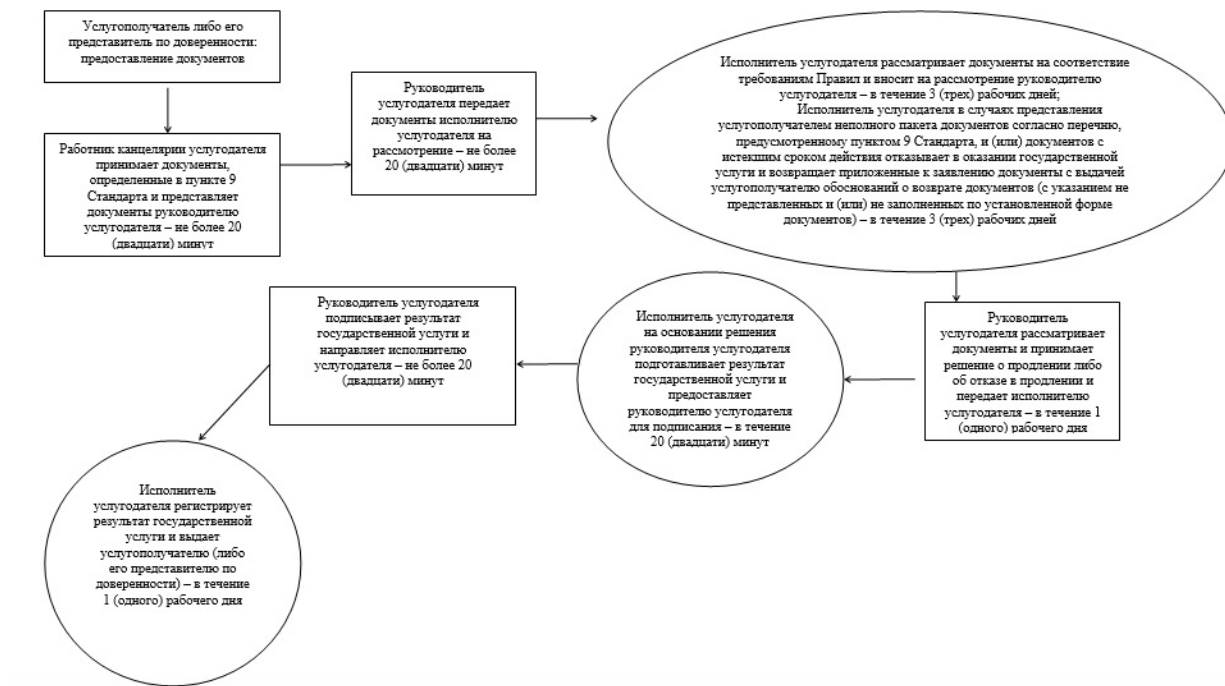 Услугополучатель либо его
представитель по доверенности:
предоставление документов
Работник канцелярии услугодателя
принимает документы,
определенные в пункте 9
Стандарта и представляет
документы руководителю
услугодателя – не более 20
(двадцати) минут
Руководитель
услугодателя передает
документы исполнителю
услугодателя на
рассмотрение – не более
20 (двадцати) минут
Исполнитель услугодателя рассматривает документы на соответствие
требованиям Правил и вносит на рассмотрение руководителю
услугодателя – в течение 3 (трех) рабочих дней;
Исполнитель услугодателя в случаях представления
услугополучателем неполного пакета документов согласно перечню,
предусмотренному пунктом 9 Стандарта, и (или) документов с
истекшим сроком действия отказывает в оказании государственной
услуги и возвращает приложенные к заявлению документы с выдачей
услугополучателю обоснований о возврате документов (с указанием не
представленных и (или) не заполненных по установленной форме
документов) – в течение 3 (трех) рабочих дней
Руководитель
услугодателя рассматривает
документы и принимает
решение о продлении либо
об отказе в продлении и
передает исполнителю
услугодателя – в течение 1
(одного) рабочего дня
Исполнитель услугодателя
на основании решения
руководителя услугодателя
подготавливает результат
государственной услуги и
предоставляет
руководителю услугодателя
для подписания – в течение
20 (двадцати) минут
Руководитель услугодателя
подписывает результат
государственной услуги и
направляет исполнителю
услугодателя – не более 20
(двадцати) минут
Исполнитель
услугодателя регистрирует
результат государственной
услуги и выдает
услугополучателю (либо
его представителю по
доверенности) – в течение
1 (одного) рабочего дня